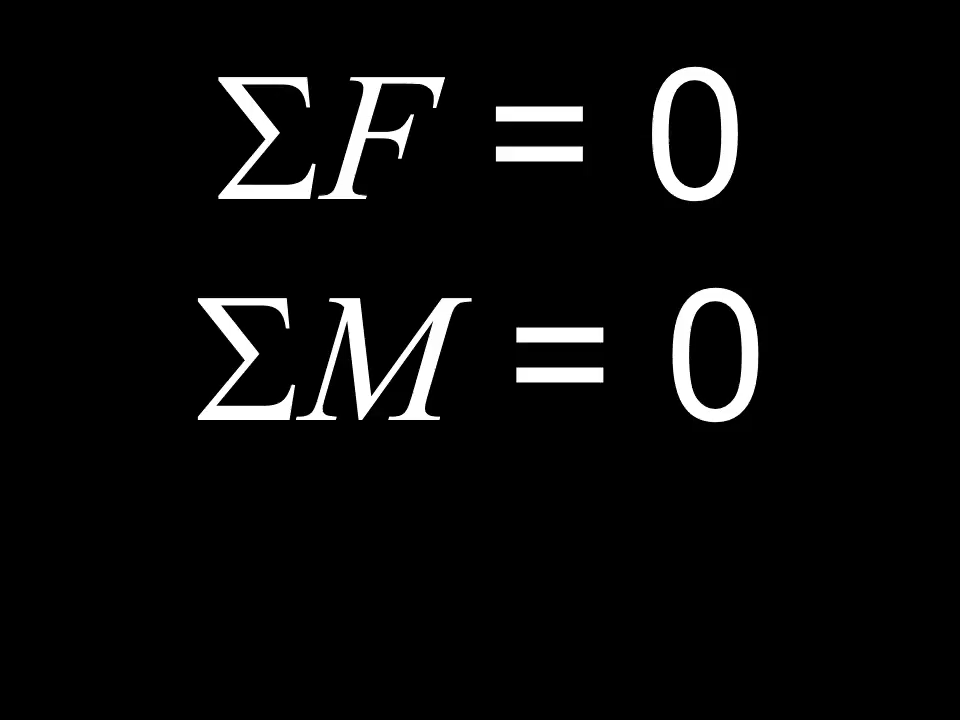 ΣF = 0
ΣM = 0